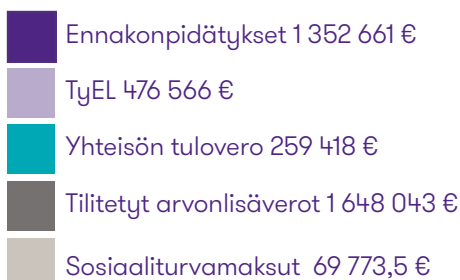 Ennakonpidätykset 1 352 661 €
TyEL 476 566 €
Yhteisön tulovero 259 418 €
Tilitetyt arvonlisäverot 1 648 043 €
Sosiaaliturvamaksut 69 773,5 €